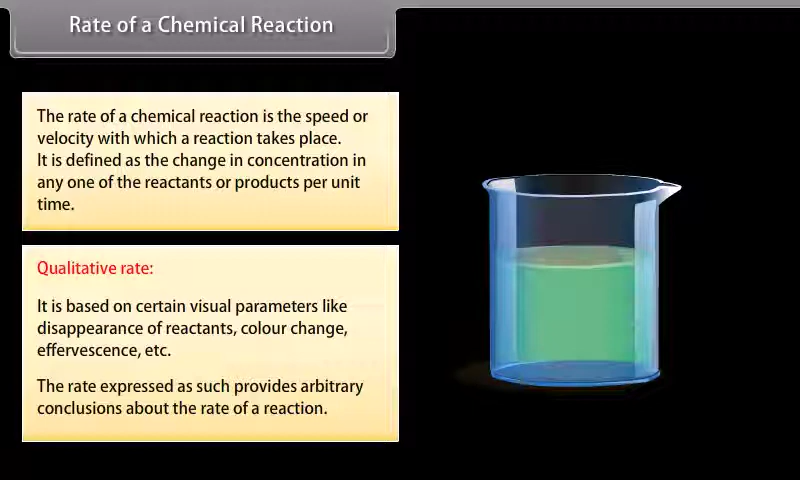 Rate of a Chemical Reaction
The rate of a chemical reaction is the speed or
velocity with which a reaction takes place.
It is defined as the change in concentration in
any one of the reactants or products per unit
time.
Qualitative rate:
It is based on certain visual parameters like
disappearance of reactants, colour change,
effervescence, etc.
The rate expressed as such provides arbitrary
conclusions about the rate of a reaction.